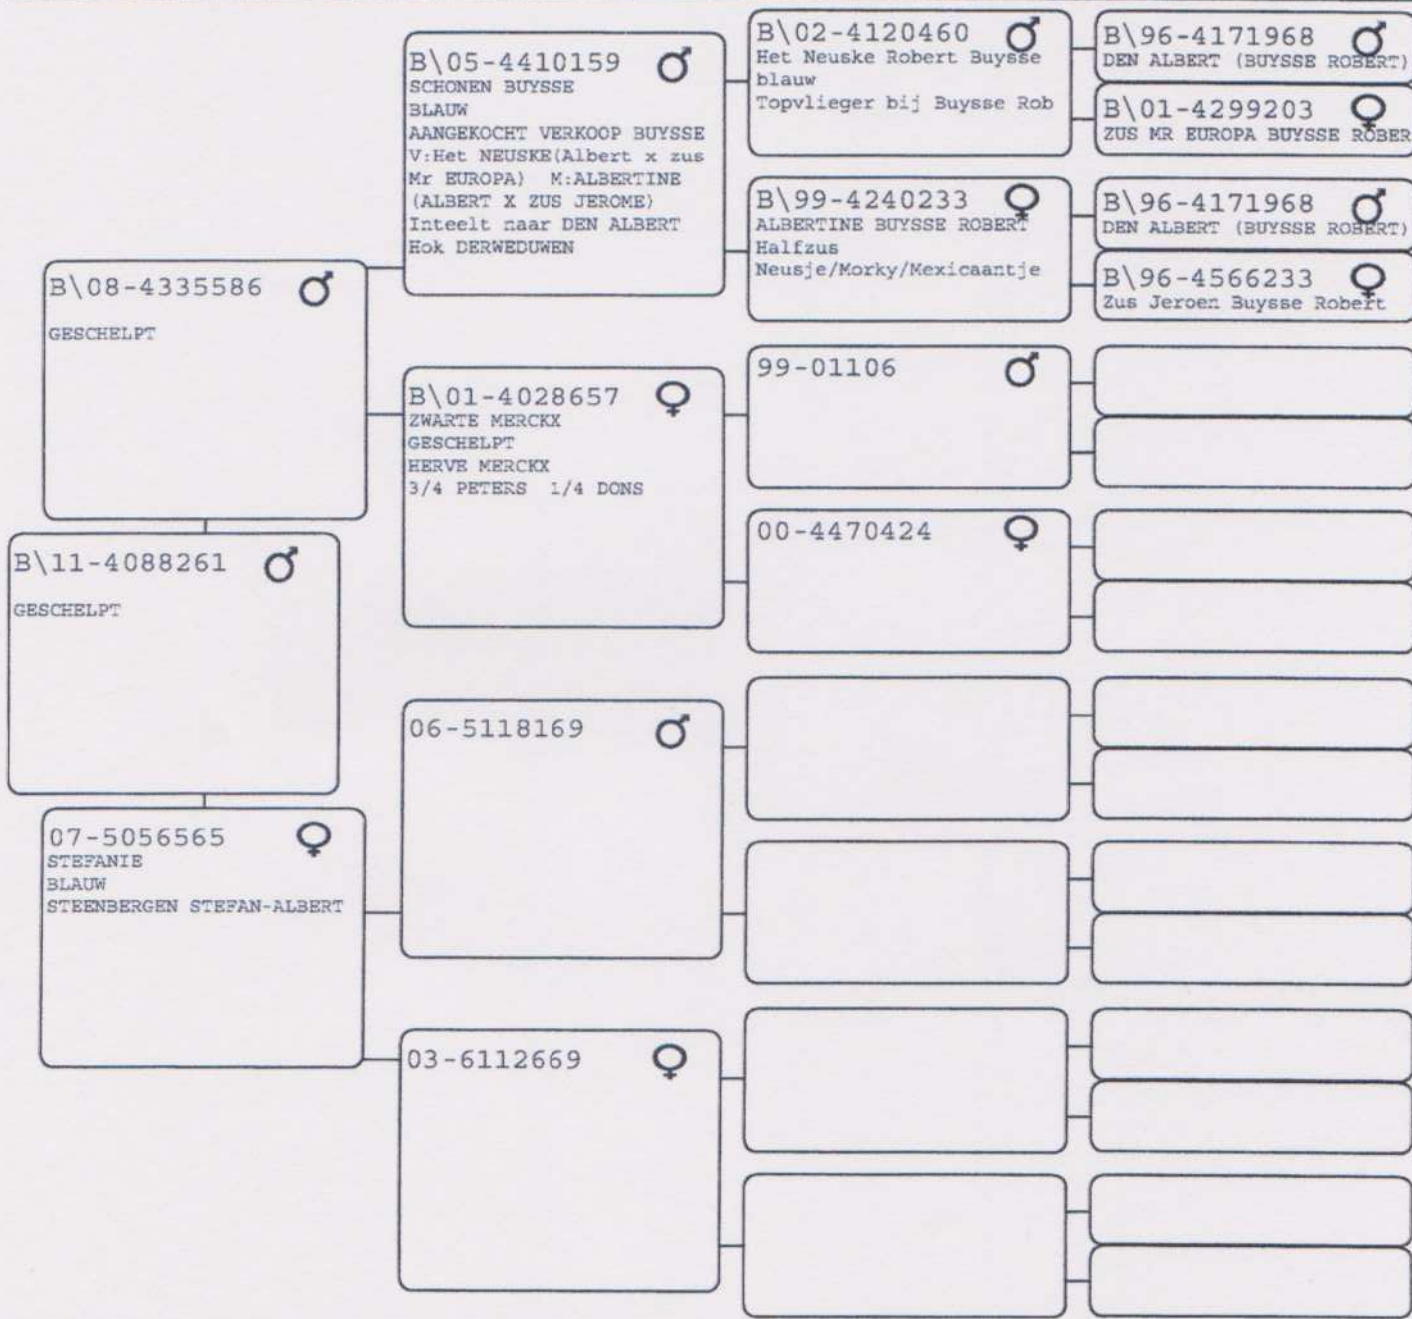 B\11-4088261
GESCHELPT
B\08-4335586
GESCHELPT
07-5056565
STEFANIE
BLAUW
STEENBERGEN STEFAN-ALBERT
B\05-4410159
SCHONEN BUYSSE
BLAUW
AANGEKOCHT VERKOOP BUYSSE
V:Het NEUSKE(Albert x zus
Mr EUROPA) M:ALBERTINE
(ALBERT X ZUS JEROME)
Inteelt naar DEN ALBERT
Hok DERWEDUWEN
B\01-4028657
ZWARTE MERCKX
GESCHELPT
HERVE MERCKX
3/4 PETERS 1/4 DONS
06-5118169
03-6112669
B\02-4120460
Het Neuske Robert Buysse
blauw
Topvlieger bij Buysse Rob
B\99-4240233
ALBERTINE BUYSSE ROBERT
Halfzus
Neusje/Morky/Mexicaantje
99-01106
00-4470424
B\96-4171968
DEN ALBERT (BUYSSE ROBERT)
B\01-4299203
ZUS MR EUROPA BUYSSE ROBER
B\96-4171968
DEN ALBERT (BUYSSE ROBERT)
B\96-4566233
Zus Jeroen Buysse Robert